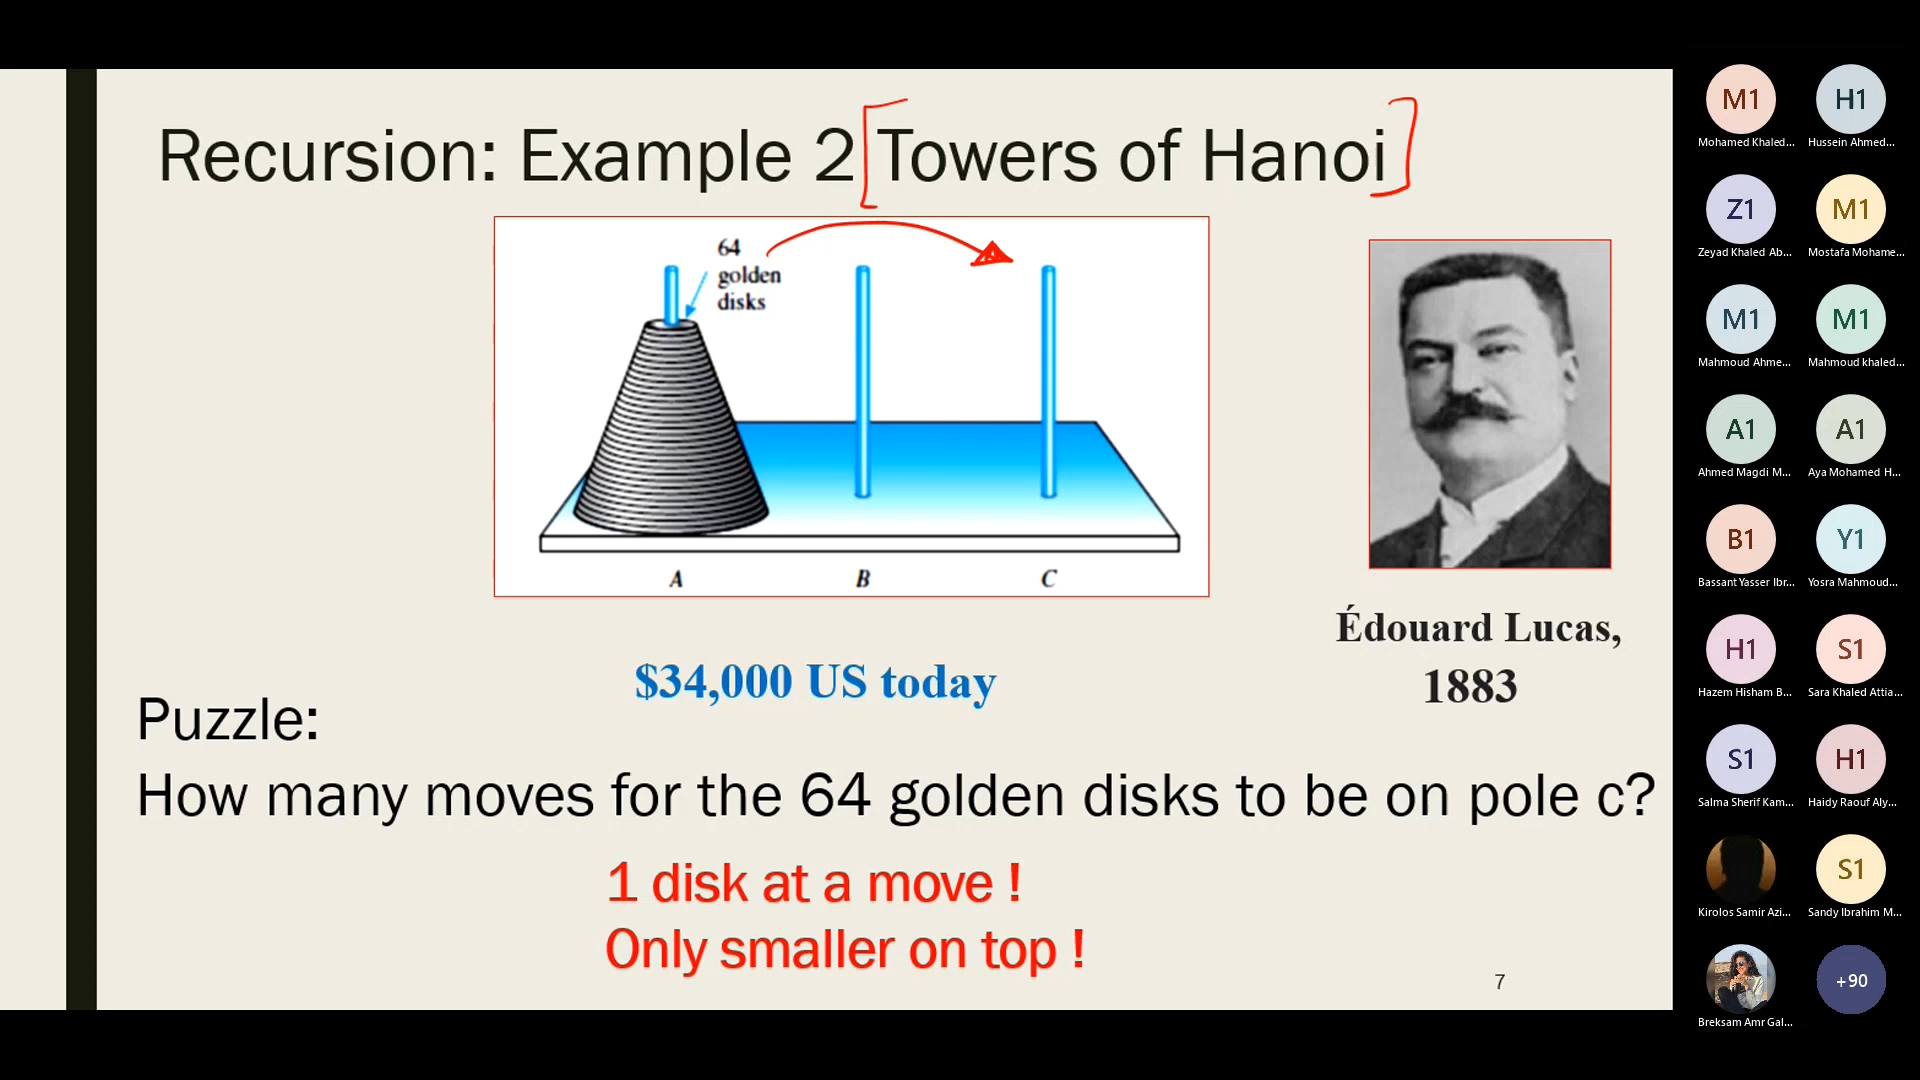 Recursion: Example 2 Towers of Hanoi
64
golden
disks
A B C
Édouard Lucas,
1883
$34,000 US today
Puzzle:
How many moves for the 64 golden disks to be on pole c?
1 disk at a move !
Only smaller on top !
7
M1 H1
Mohamed Khaled... Hussein Ahmed...
Z1 M1
Zeyad Khaled Ab... Mostafa Mohame...
M1 M1
Mahmoud Ahme... Mahmoud khaled...
A1 A1
Ahmed Magdi M... Aya Mohamed H...
B1 Y1
Bassant Yasser Ibr... Yosra Mahmoud...
H1 S1
Hazem Hisham B... Sara Khaled Attia...
S1 H1
Salma Sherif Kam... Haidy Raouf Aly...
S1
Kirolos Samir Azi... Sandy Ibrahim M...
+90
Breksam Amr Gal...